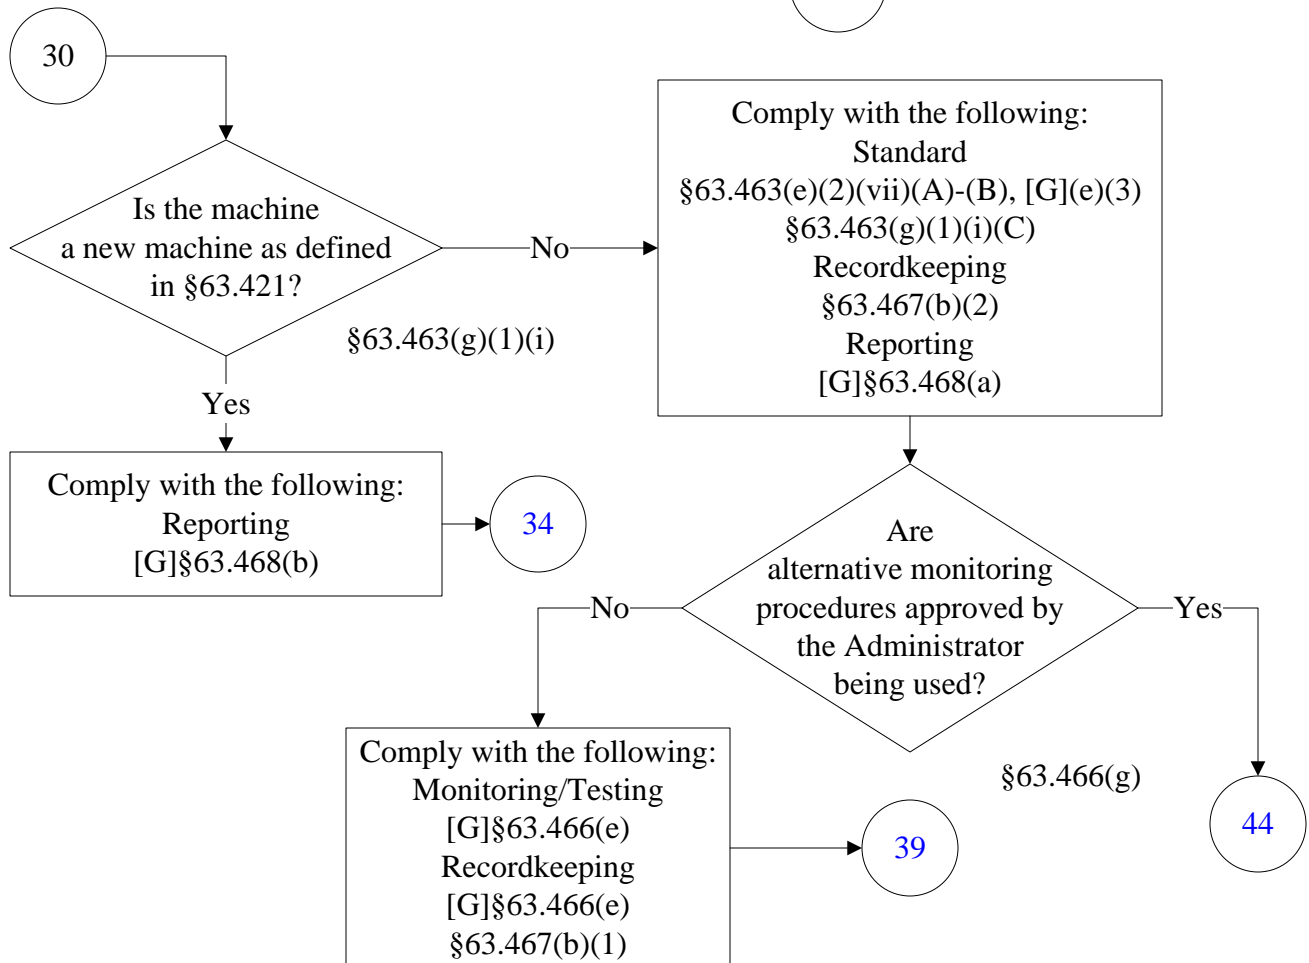 30
Is the machine
a new machine as defined
in §63.421?
No
§63.463(g)(1)(i)
Yes
Comply with the following:
Reporting
[G]§63.468(b)
34
Comply with the following:
Standard
§63.463(e)(2)(vii)(A)-(B), [G](e)(3)
§63.463(g)(1)(i)(C)
Recordkeeping
§63.467(b)(2)
Reporting
[G]§63.468(a)
Are
alternative monitoring
procedures approved by
the Administrator
being used?
No
Yes
§63.466(g)
Comply with the following:
Monitoring/Testing
[G]§63.466(e)
Recordkeeping
[G]§63.466(e)
§63.467(b)(1)
39
44